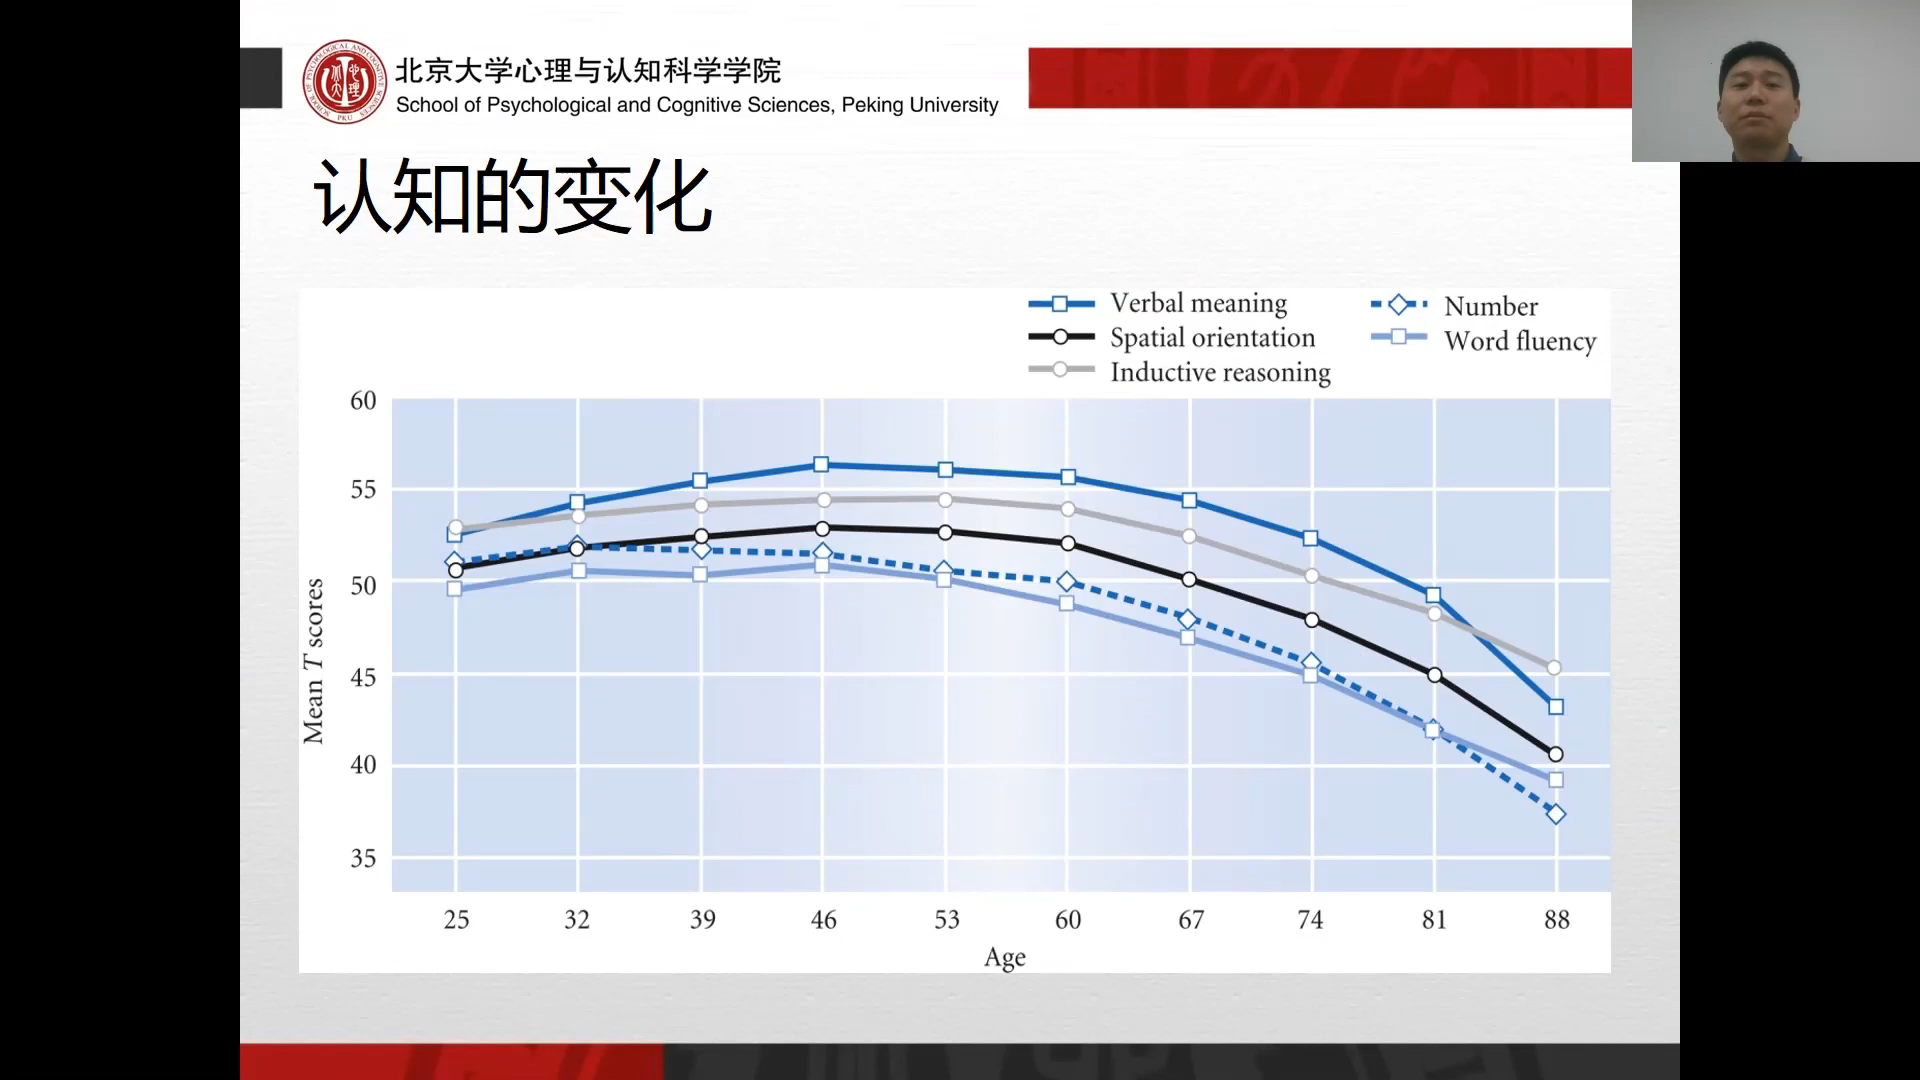 北京大学心理与认知科学学院
School of Psychological and Cognitive Sciences, Peking University
认知的变化
Verbal meaning
Spatial orientation
Inductive reasoning
Number
Word fluency
60
55
50
45
40
35
Mean T scores
25 32 39 46 53 60 67 74 81 88
Age